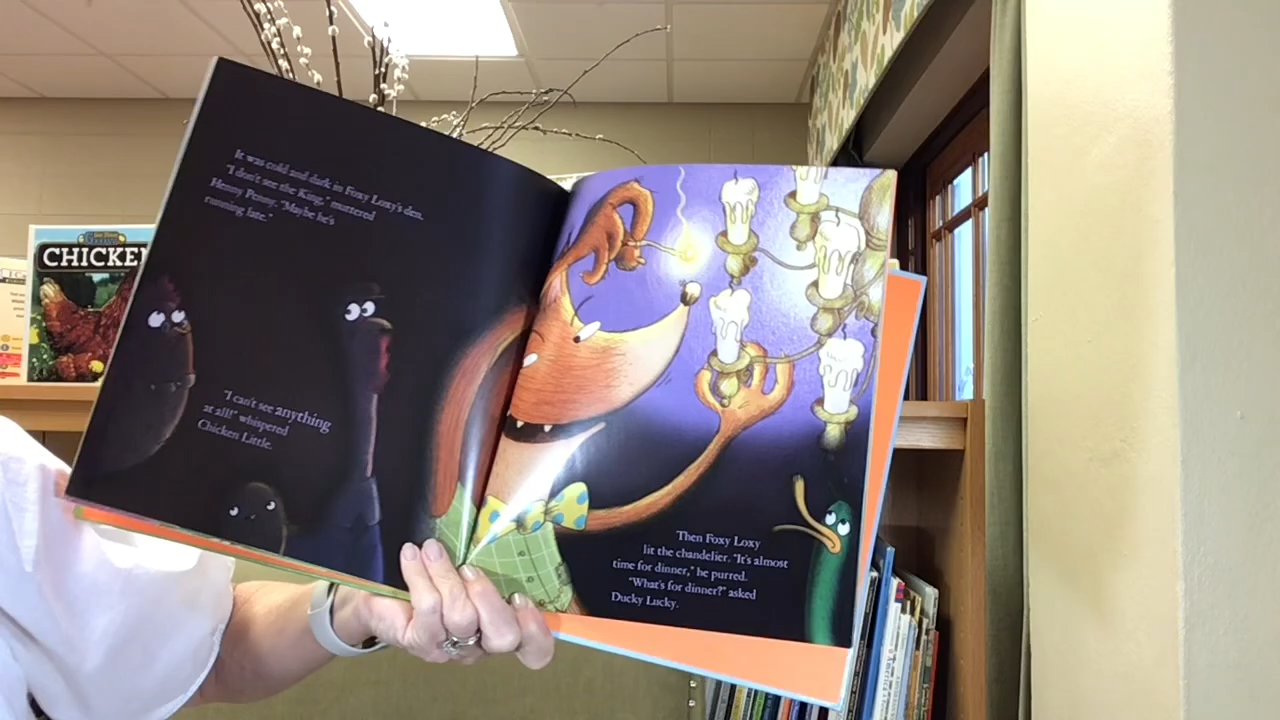 It was cold and dark in Foxy Loxy's den.
"I don't see the King," muttered
Henny Penny. "Maybe he's
running late."
"I can't see anything
at all!" whispered
Chicken Little.
Then Foxy Loxy
lit the chandelier. "It's almost
time for dinner," he purred.
"What's for dinner?" asked
Ducky Lucky.
CHICKE